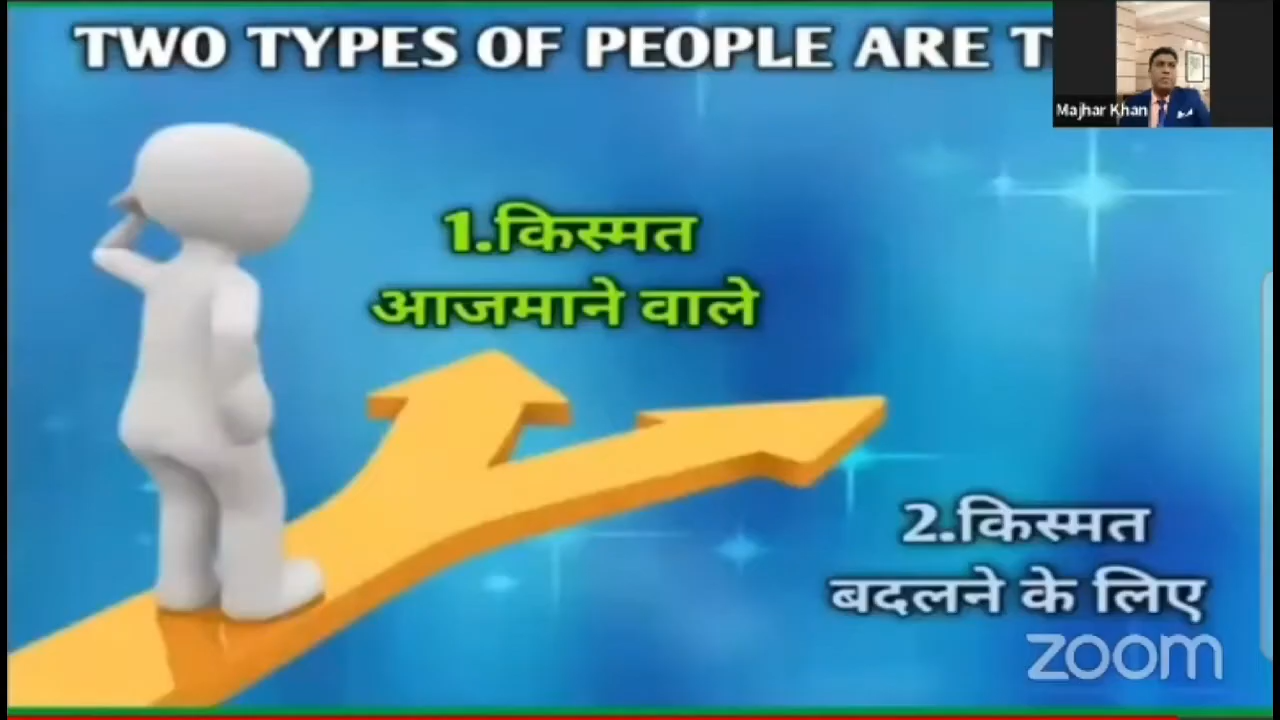 TWO TYPES OF PEOPLE ARE
Majhar Khan
1.किस्मत
आजमाने वाले
2.किस्मत
बदलने के लिए
zoom